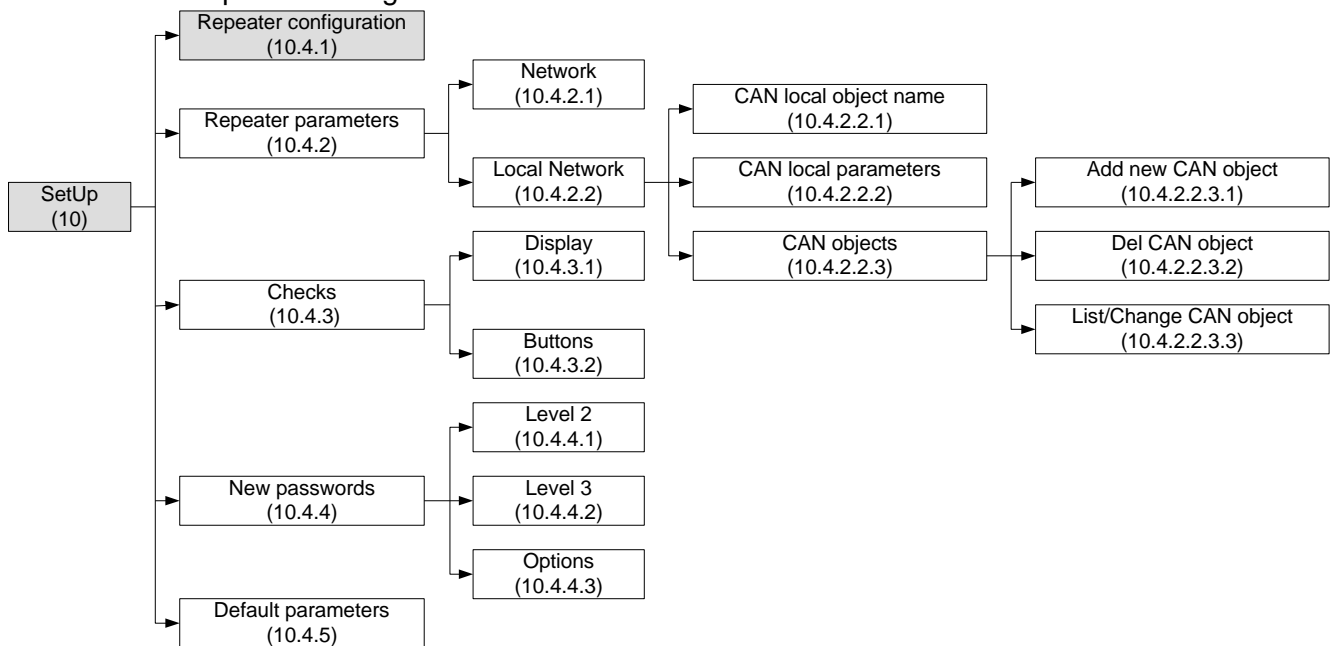 Repeater configuration
(10.4.1)
Repeater parameters
(10.4.2)
Network
(10.4.2.1)
Local Network
(10.4.2.2)
CAN local object name
(10.4.2.2.1)
CAN local parameters
(10.4.2.2.2)
CAN objects
(10.4.2.2.3)
Add new CAN object
(10.4.2.2.3.1)
Del CAN object
(10.4.2.2.3.2)
List/Change CAN object
(10.4.2.2.3.3)
SetUp
(10)
Checks
(10.4.3)
Display
(10.4.3.1)
Buttons
(10.4.3.2)
New passwords
(10.4.4)
Level 2
(10.4.4.1)
Level 3
(10.4.4.2)
Options
(10.4.4.3)
Default parameters
(10.4.5)